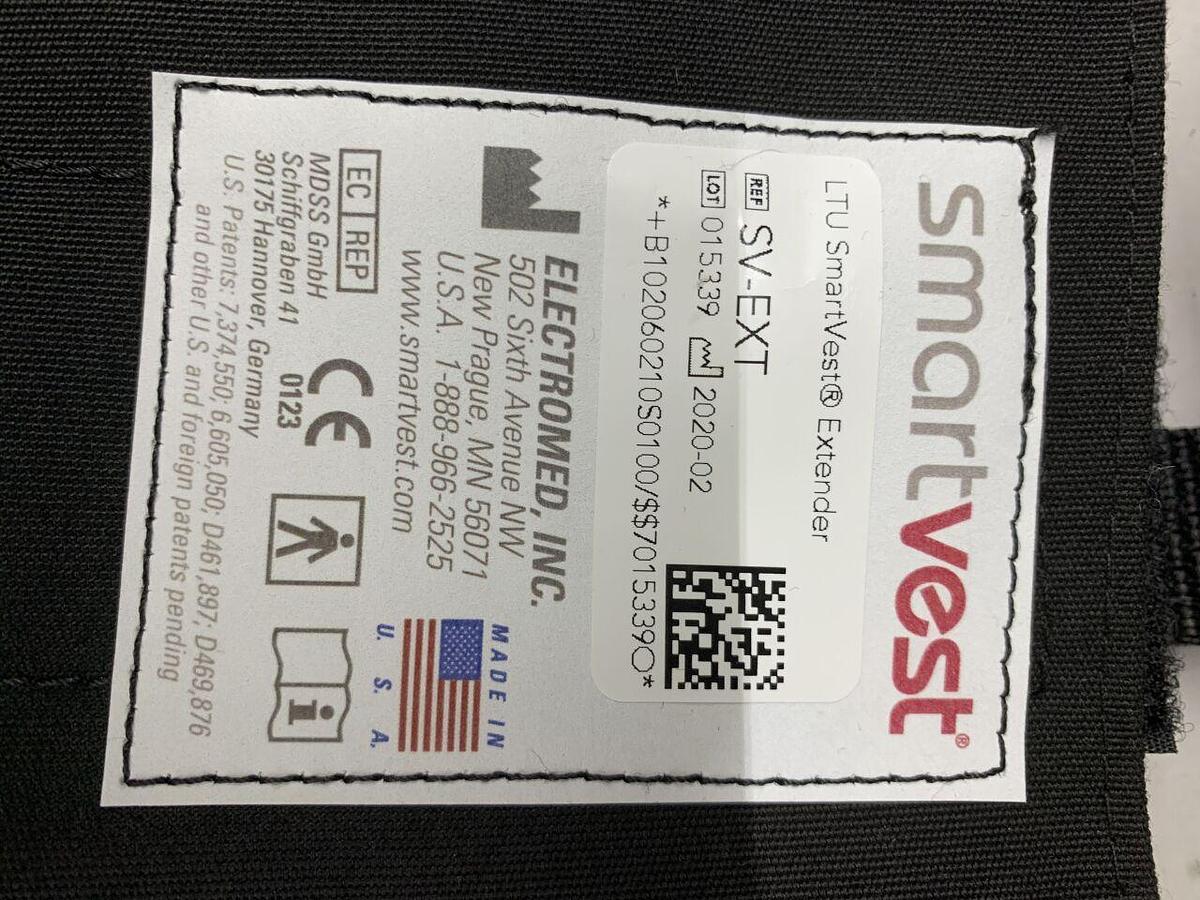 smartvest®
LTU SmartVest® Extender
REF SV-EXT
LOT 015339 2020-02
*+B102060210S0100/$$7015339O*
ELECTROMED, INC.
502 Sixth Avenue NW
New Prague, MN 56071
U.S.A. 1-888-966-2525
www.smartvest.com
MADE IN
U. S. A.
EC REP
MDSS GmbH
Schiffgraben 41
30175 Hannover, Germany
CE
0123
i
U.S. Patents: 7,374,550; 6,605,050; D461,897; D469,876
and other U.S. and foreign patents pending